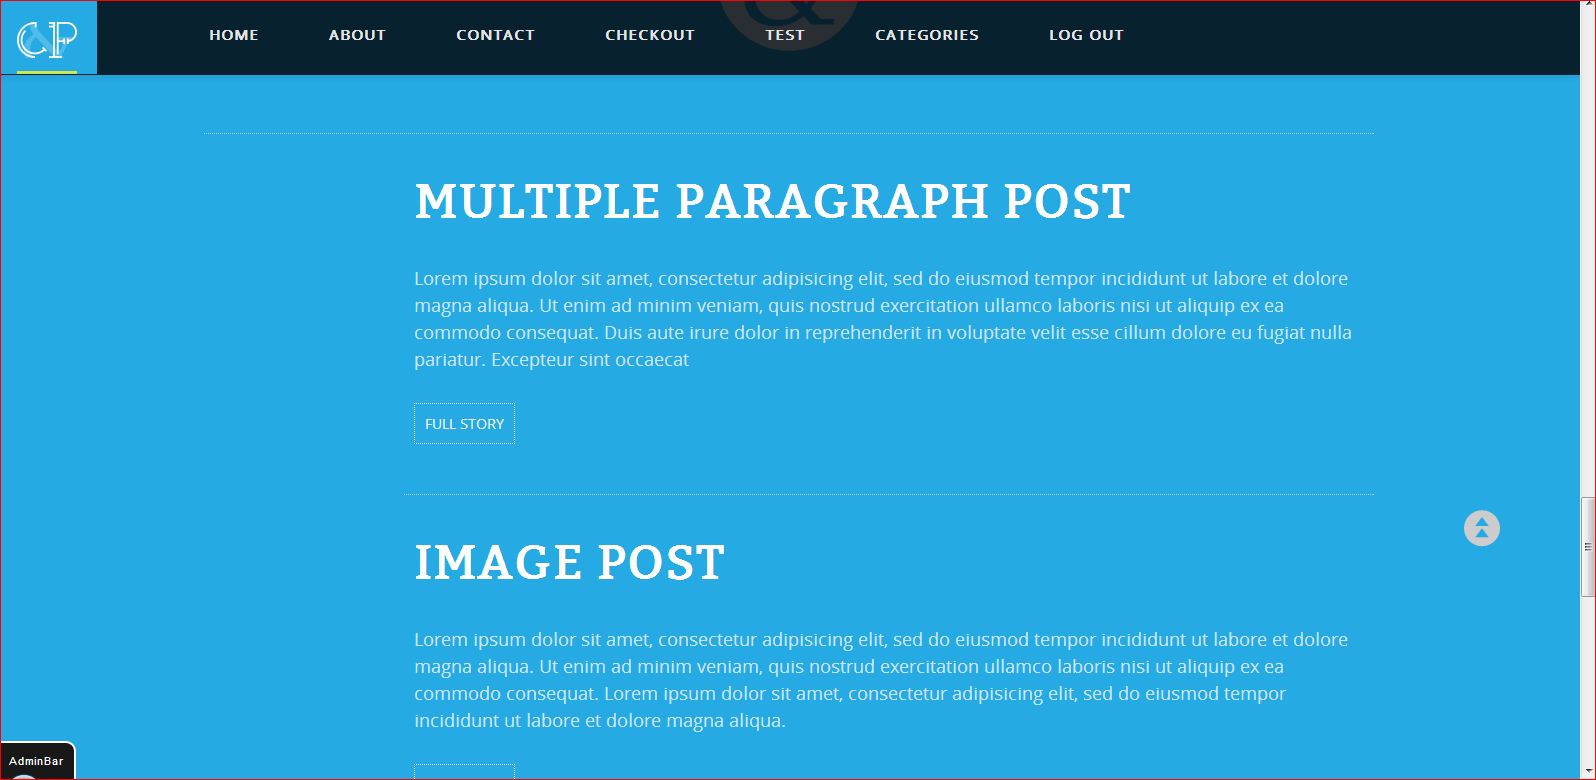 C&P
HOME ABOUT CONTACT CHECKOUT TEST CATEGORIES LOG OUT
MULTIPLE PARAGRAPH POST
Lorem ipsum dolor sit amet, consectetur adipisicing elit, sed do eiusmod tempor incididunt ut labore et dolore
magna aliqua. Ut enim ad minim veniam, quis nostrud exercitation ullamco laboris nisi ut aliquip ex ea
commodo consequat. Duis aute irure dolor in reprehenderit in voluptate velit esse cillum dolore eu fugiat nulla
pariatur. Excepteur sint occaecat
FULL STORY
IMAGE POST
Lorem ipsum dolor sit amet, consectetur adipisicing elit, sed do eiusmod tempor incididunt ut labore et dolore
magna aliqua. Ut enim ad minim veniam, quis nostrud exercitation ullamco laboris nisi ut aliquip ex ea
commodo consequat. Lorem ipsum dolor sit amet, consectetur adipisicing elit, sed do eiusmod tempor
incididunt ut labore et dolore magna aliqua.
AdminBar